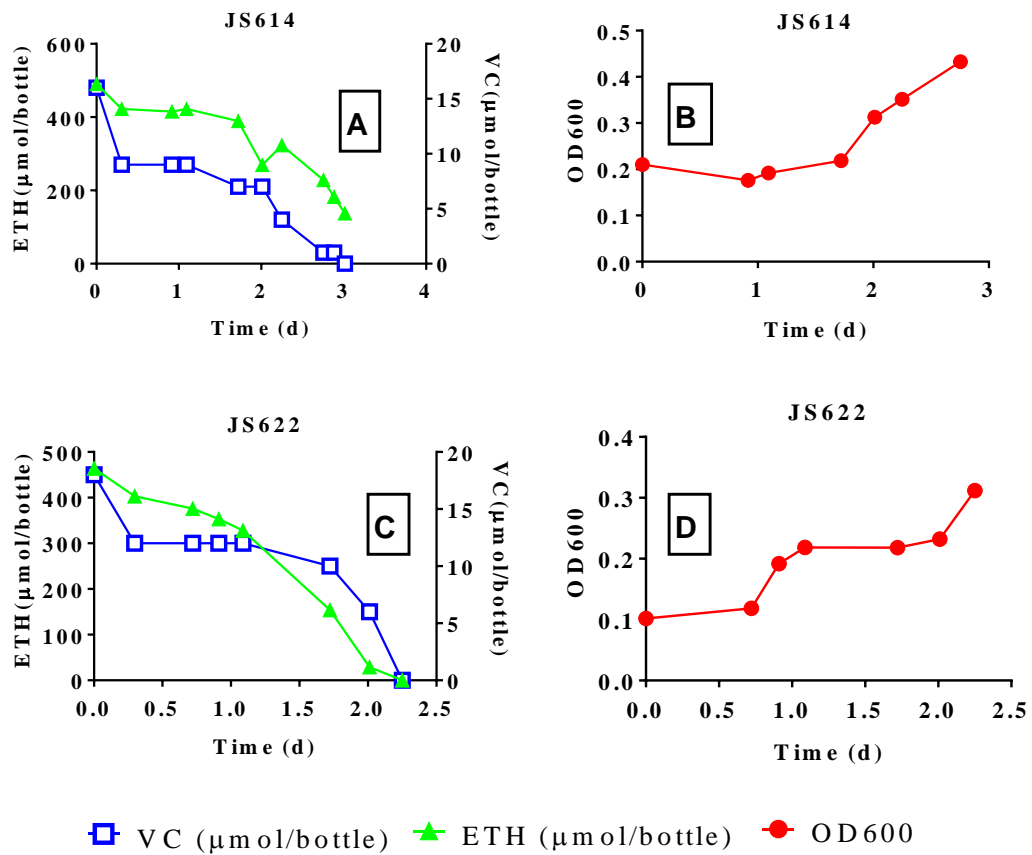 JS614
600
400
200
0
ETH(μmol/bottle)
20
15
10
5
0
VC(μmol/bottle)
A
0 1 2 3 4
Time (d)
JS614
0.5
0.4
0.3
0.2
0.1
0.0
OD600
B
0 1 2 3
Time (d)
JS622
500
400
300
200
100
0
ETH(μmol/bottle)
20
15
10
5
0
VC(μmol/bottle)
C
0.0 0.5 1.0 1.5 2.0 2.5
Time (d)
JS622
0.4
0.3
0.2
0.1
0.0
OD600
D
0.0 0.5 1.0 1.5 2.0 2.5
Time (d)
VC (μmol/bottle) ETH (μmol/bottle) OD600